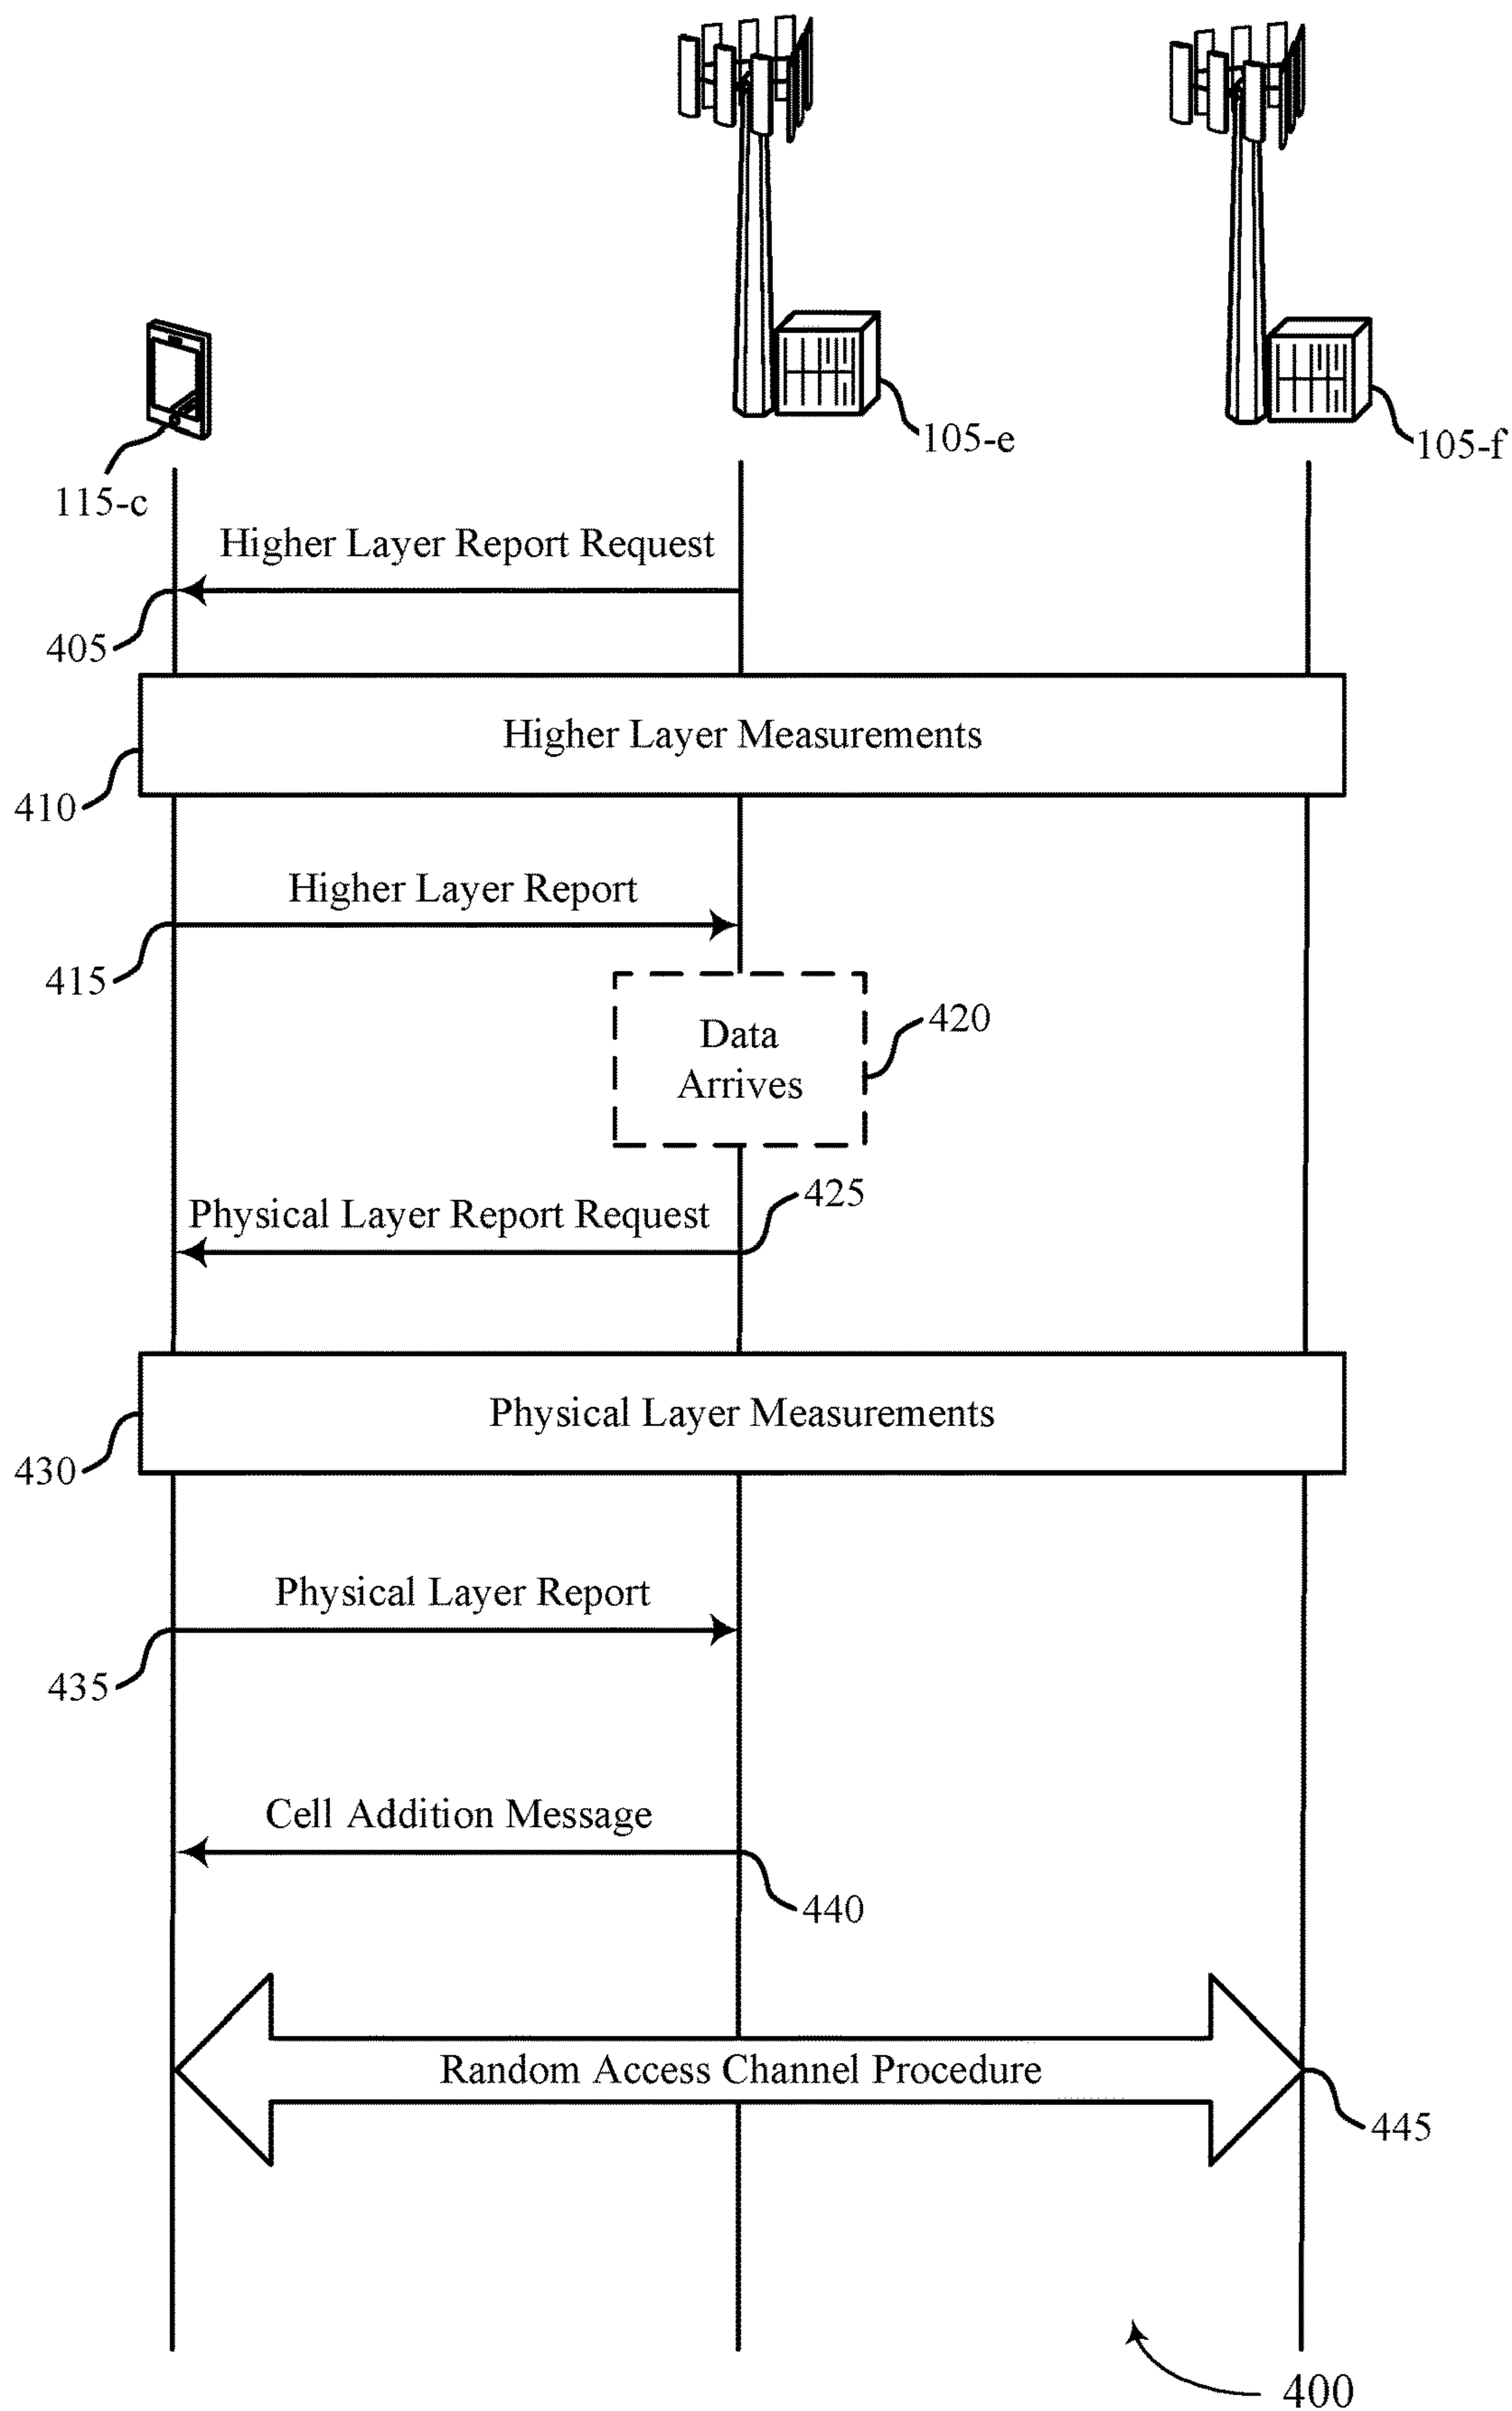 105-e
105-f
115-c
Higher Layer Report Request
405
Higher Layer Measurements
410
Higher Layer Report
415
Data
Arrives
420
425
Physical Layer Report Request
Physical Layer Measurements
430
Physical Layer Report
435
Cell Addition Message
440
Random Access Channel Procedure
445
400